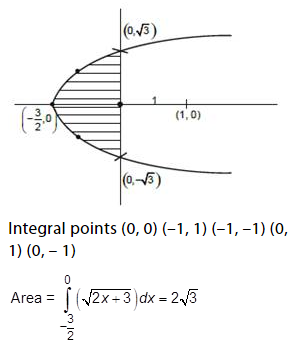 (0,√3)
1
(-3/2,0)
(1,0)
(0,-√3)
Integral points (0, 0) (–1, 1) (–1, –1) (0,
1) (0, – 1)
Area = ∫_{-3/2}^{0} (√(2x+3)) dx = 2√3